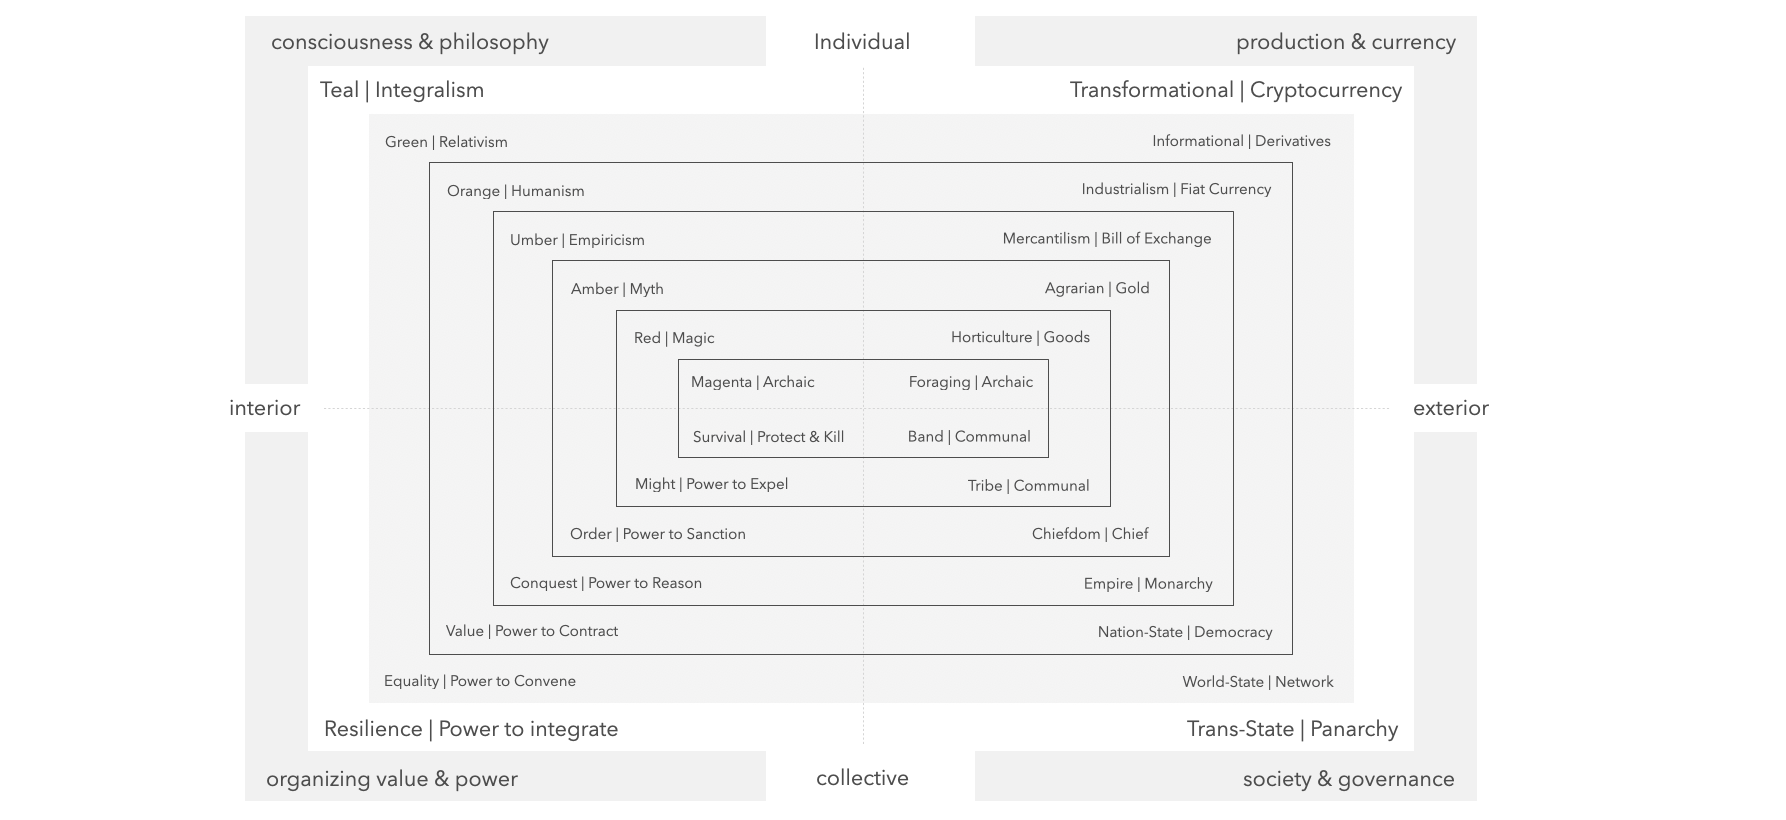 consciousness & philosophy
Individual
production & currency
Teal | Integralism
Transformational | Cryptocurrency
Green | Relativism
Informational | Derivatives
Orange | Humanism
Industrialism | Fiat Currency
Umber | Empiricism
Mercantilism | Bill of Exchange
Amber | Myth
Agrarian | Gold
Red | Magic
Horticulture | Goods
Magenta | Archaic
Foraging | Archaic
interior
exterior
Survival | Protect & Kill
Band | Communal
Might | Power to Expel
Tribe | Communal
Order | Power to Sanction
Chiefdom | Chief
Conquest | Power to Reason
Empire | Monarchy
Value | Power to Contract
Nation-State | Democracy
Equality | Power to Convene
World-State | Network
Resilience | Power to integrate
Trans-State | Panarchy
organizing value & power
collective
society & governance